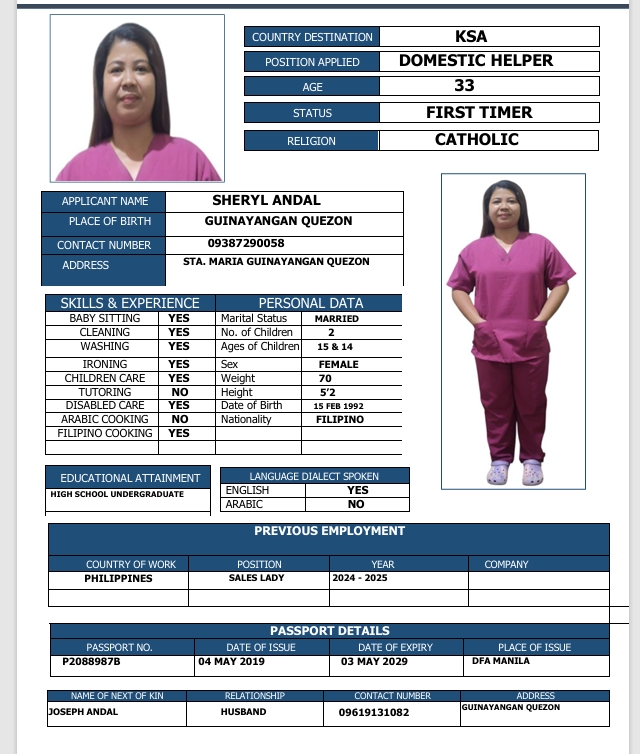 COUNTRY DESTINATION KSA
POSITION APPLIED DOMESTIC HELPER
AGE 33
STATUS FIRST TIMER
RELIGION CATHOLIC
APPLICANT NAME SHERYL ANDAL
PLACE OF BIRTH GUINAYANGAN QUEZON
CONTACT NUMBER 09387290058
ADDRESS STA. MARIA GUINAYANGAN QUEZON
SKILLS & EXPERIENCE PERSONAL DATA
BABY SITTING YES Marital Status MARRIED
CLEANING YES No. of Children 2
WASHING YES Ages of Children 15 & 14
IRONING YES Sex FEMALE
CHILDREN CARE YES Weight 70
TUTORING NO Height 5'2
DISABLED CARE YES Date of Birth 15 FEB 1992
ARABIC COOKING NO Nationality FILIPINO
FILIPINO COOKING YES
EDUCATIONAL ATTAINMENT
HIGH SCHOOL UNDERGRADUATE
LANGUAGE DIALECT SPOKEN
ENGLISH YES
ARABIC NO
PREVIOUS EMPLOYMENT
COUNTRY OF WORK POSITION YEAR COMPANY
PHILIPPINES SALES LADY 2024 - 2025
PASSPORT DETAILS
PASSPORT NO. DATE OF ISSUE DATE OF EXPIRY PLACE OF ISSUE
P2088987B 04 MAY 2019 03 MAY 2029 DFA MANILA
NAME OF NEXT OF KIN RELATIONSHIP CONTACT NUMBER ADDRESS
JOSEPH ANDAL HUSBAND 09619131082 GUINAYANGAN QUEZON